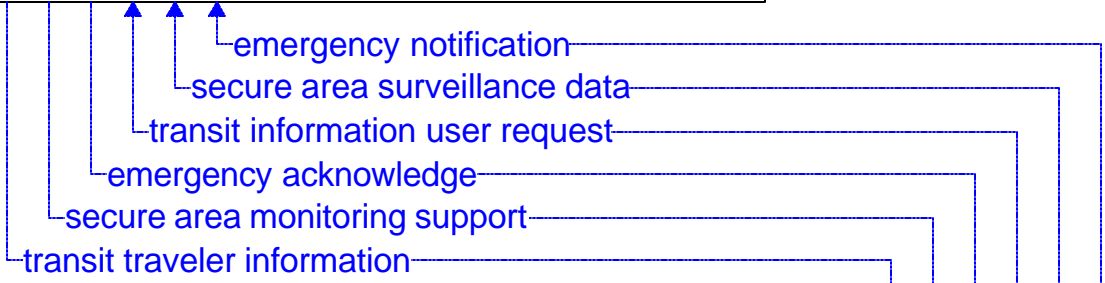 emergency notification
secure area surveillance data
transit information user request
emergency acknowledge
secure area monitoring support
transit traveler information